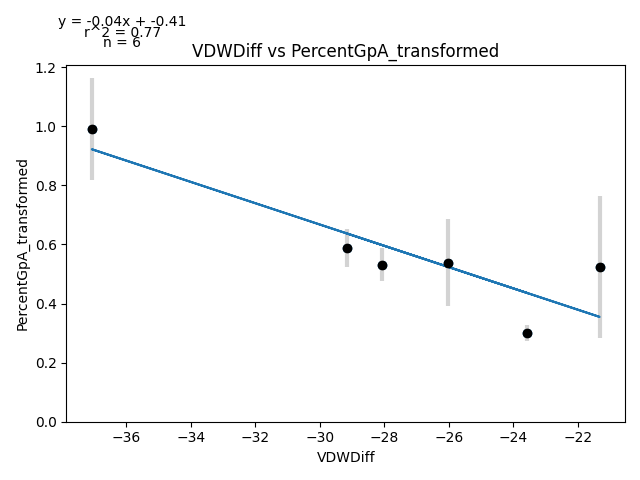 y = -0.04x + -0.41
r^2 = 0.77
n = 6
VDWDiff vs PercentGpA_transformed
1.2
1.0
0.8
0.6
0.4
0.2
0.0
PercentGpA_transformed
−36
−34
−32
−30
−28
−26
−24
−22
VDWDiff